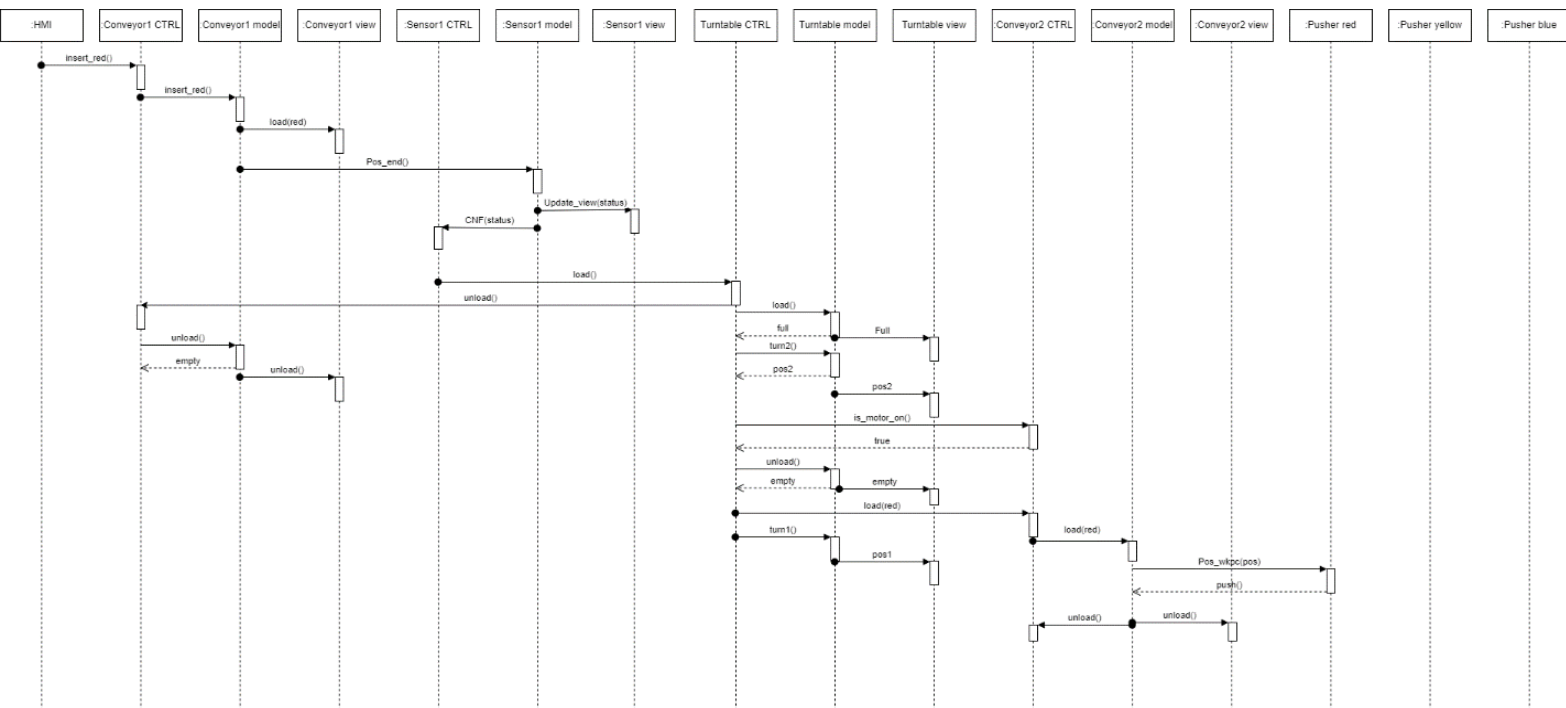 :HMI
:Conveyor1 CTRL
:Conveyor1 model
:Conveyor1 view
:Sensor1 CTRL
:Sensor1 model
:Sensor1 view
Turntable CTRL
Turntable model
Turntable view
:Conveyor2 CTRL
:Conveyor2 model
:Conveyor2 view
:Pusher red
:Pusher yellow
:Pusher blue
insert_red()
insert_red()
load(red)
Pos_end()
Update_view(status)
CNF(status)
load()
unload()
load()
full
Full
unload()
turn2()
empty
unload()
pos2
pos2
is_motor_on()
true
unload()
empty
empty
load(red)
turn1()
load(red)
pos1
Pos_wkpc(pos)
push()
unload()
unload()